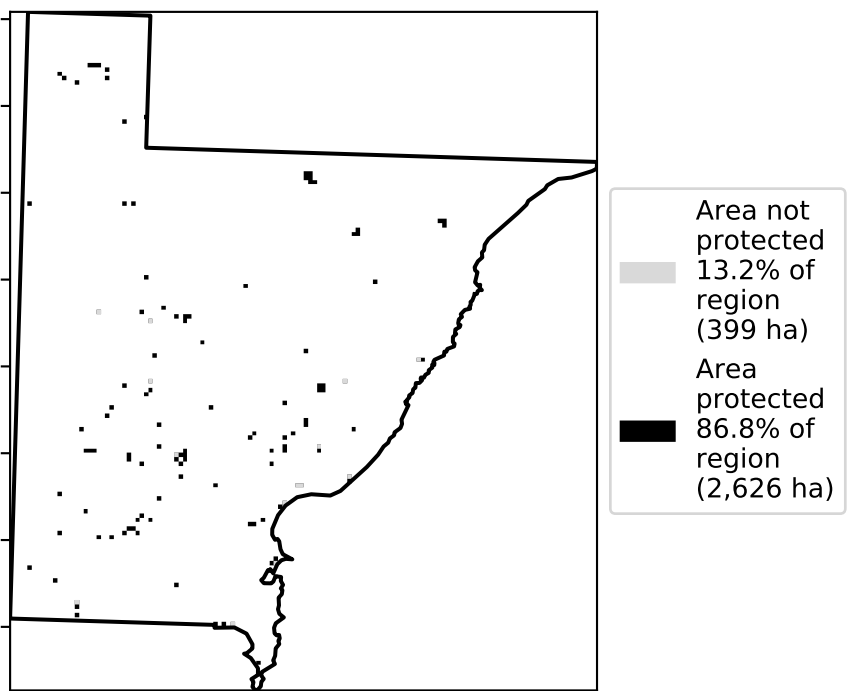 Area not
protected
13.2% of
region
(399 ha)
Area
protected
86.8% of
region
(2,626 ha)